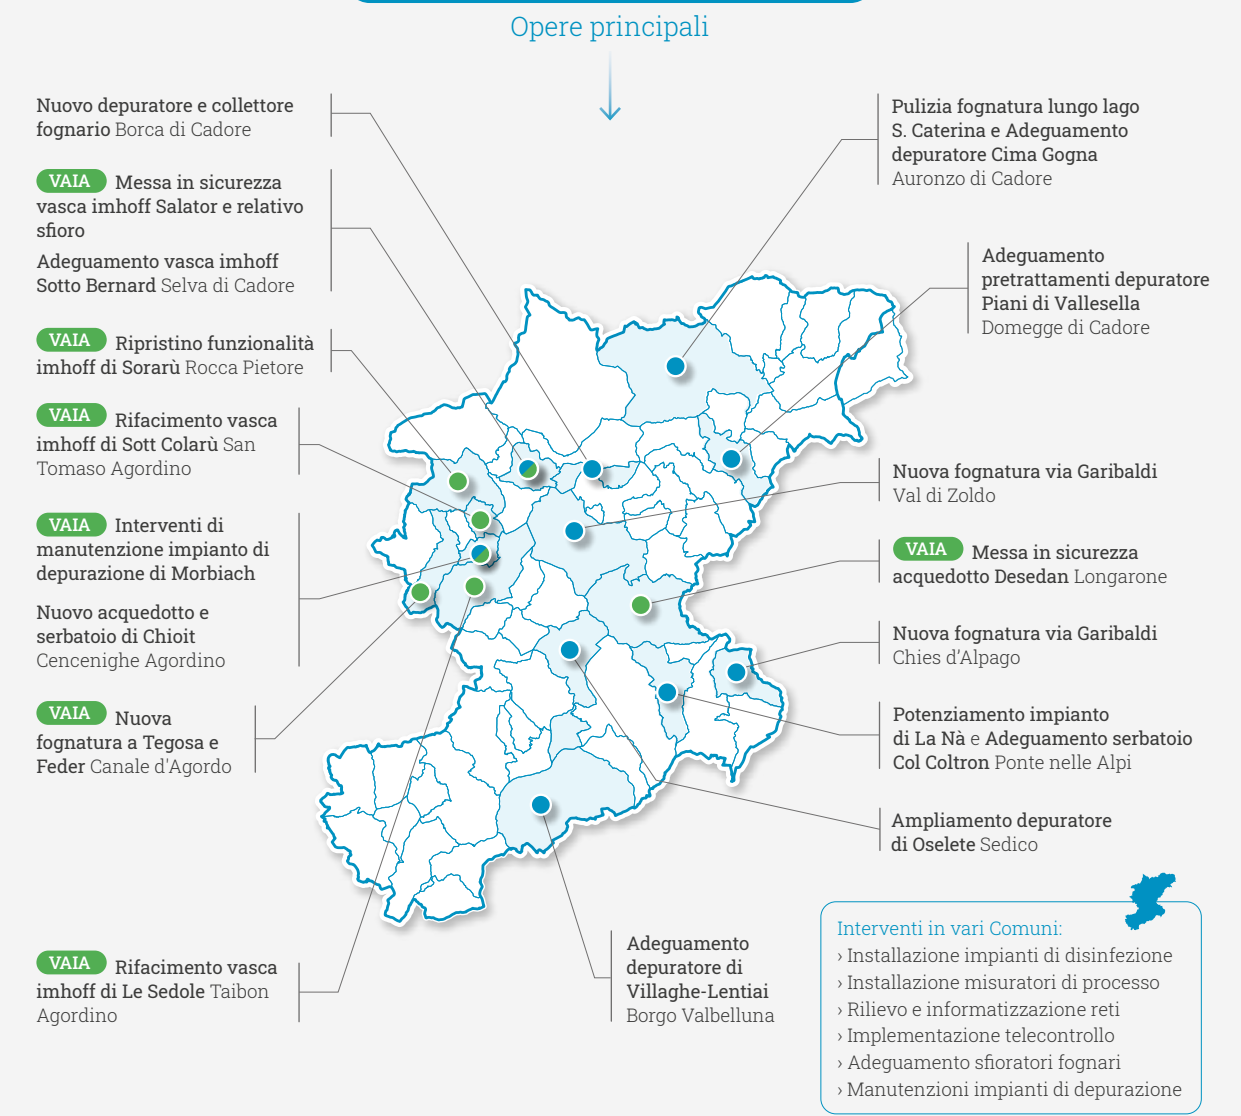 Opere principali
Nuovo depuratore e collettore
fognario Borca di Cadore
VAIA Messa in sicurezza
vasca imhoff Salator e relativo
sfioro
Adeguamento vasca imhoff
Sotto Bernard Selva di Cadore
VAIA Ripristino funzionalità
imhoff di Sorarù Rocca Pietore
VAIA Rifacimento vasca
imhoff di Sott Colarù San
Tomaso Agordino
VAIA Interventi di
manutenzione impianto di
depurazione di Morbiach
Nuovo acquedotto e
serbatoio di Chioit
Cencenighe Agordino
VAIA Nuova
fognatura a Tegosa e
Feder Canale d'Agordo
VAIA Rifacimento vasca
imhoff di Le Sedole Taibon
Agordino
Pulizia fognatura lungo lago
S. Caterina e Adeguamento
depuratore Cima Gogna
Auronzo di Cadore
Adeguamento
pretrattamenti depuratore
Piani di Vallesella
Domegge di Cadore
Nuova fognatura via Garibaldi
Val di Zoldo
VAIA Messa in sicurezza
acquedotto Desedan Longarone
Nuova fognatura via Garibaldi
Chies d’Alpago
Potenziamento impianto
di La Nà e Adeguamento serbatoio
Col Coltron Ponte nelle Alpi
Ampliamento depuratore
di Oselete Sedico
Adeguamento
depuratore di
Villaghe-Lentiai
Borgo Valbelluna
Interventi in vari Comuni:
› Installazione impianti di disinfezione
› Installazione misuratori di processo
› Rilievo e informatizzazione reti
› Implementazione telecontrollo
› Adeguamento sfioratori fognari
› Manutenzioni impianti di depurazione